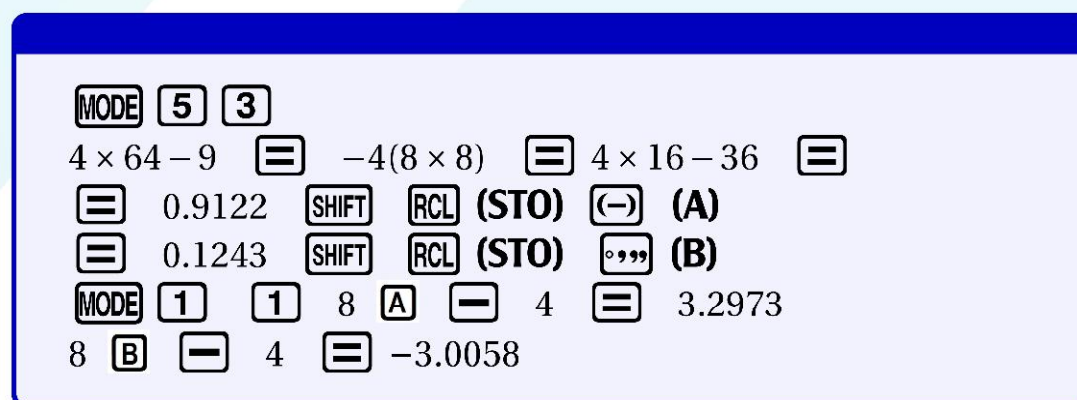 MODE 5 3
4 × 64 – 9 = –4(8 × 8) = 4 × 16 – 36 =
= 0.9122 SHIFT RCL (STO) (–) (A)
= 0.1243 SHIFT RCL (STO) °,,, (B)
MODE 1 1 8 A – 4 = 3.2973
8 B – 4 = –3.0058